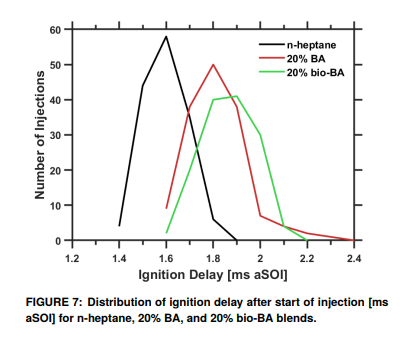 60
50
40
30
20
10
0
Number of Injections
n-heptane
20% BA
20% bio-BA
1.2 1.4 1.6 1.8 2 2.2 2.4
Ignition Delay [ms aSOI]
FIGURE 7: Distribution of ignition delay after start of injection [ms
aSOI] for n-heptane, 20% BA, and 20% bio-BA blends.